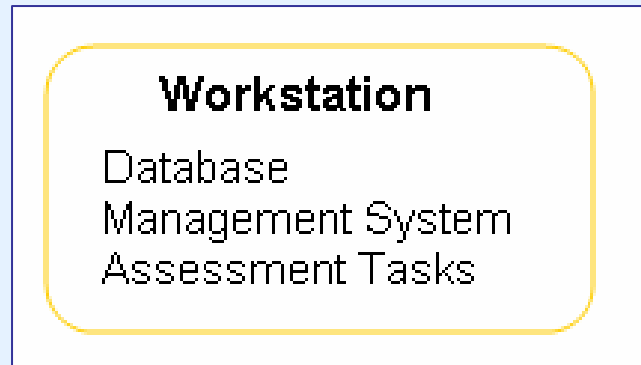 Workstation
Database
Management System
Assessment Tasks